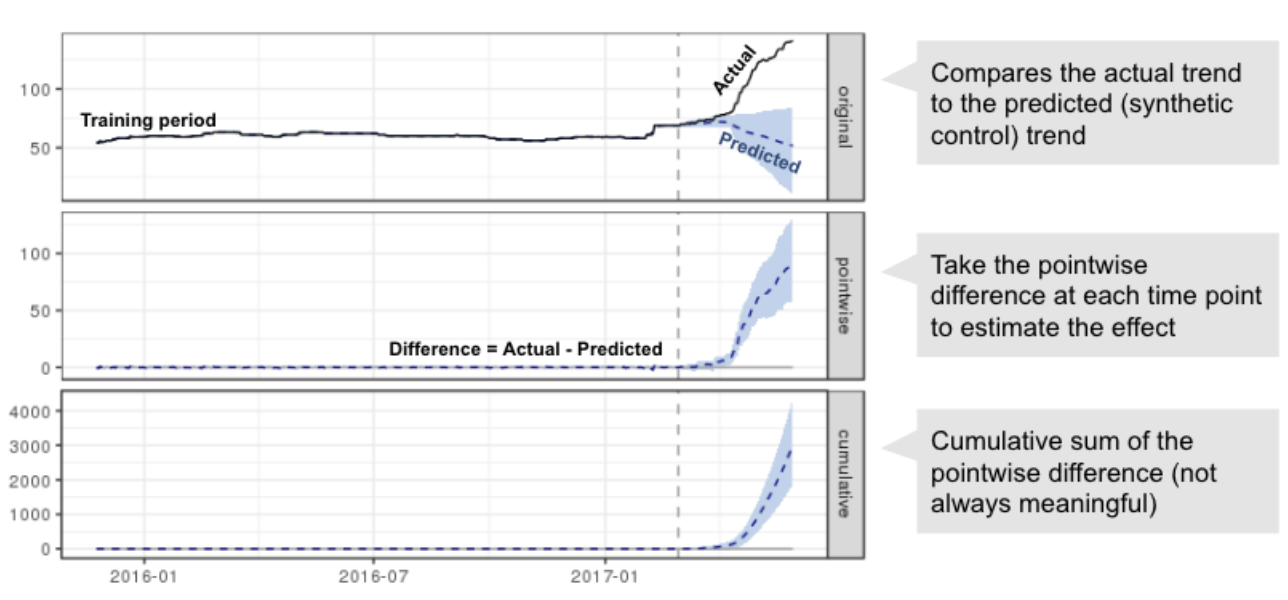 100
50
Training period
Actual
Predicted
original
Compares the actual trend
to the predicted (synthetic
control) trend
100
50
0
Difference = Actual - Predicted
pointwise
Take the pointwise
difference at each time point
to estimate the effect
4000
3000
2000
1000
0
cumulative
Cumulative sum of the
pointwise difference (not
always meaningful)
2016-01
2016-07
2017-01